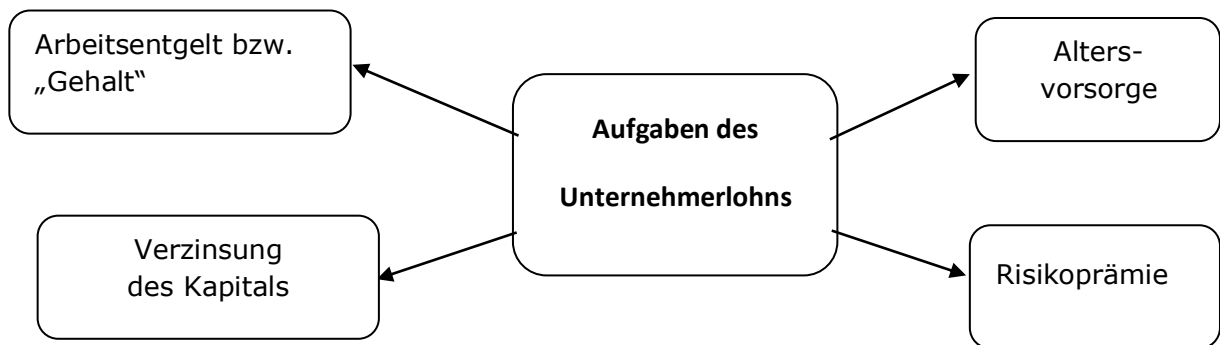 Arbeitsentgelt bzw.
„Gehalt“
Verzinsung
des Kapitals
Aufgaben des
Unternehmerlohns
Alters-
vorsorge
Risikoprämie